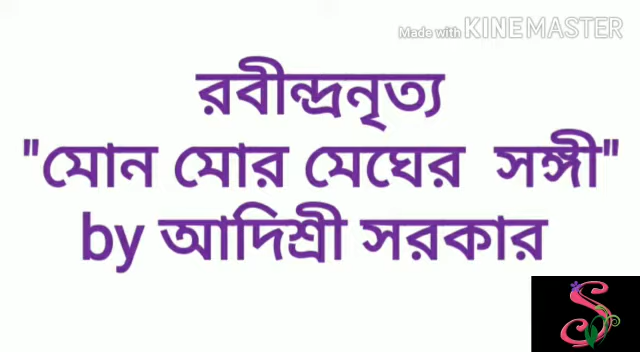 Made with KINEMASTER
রবীন্দ্রনৃত্য
"মোন মোর মেঘের সঙ্গী"
by আদিশ্রী সরকার
S